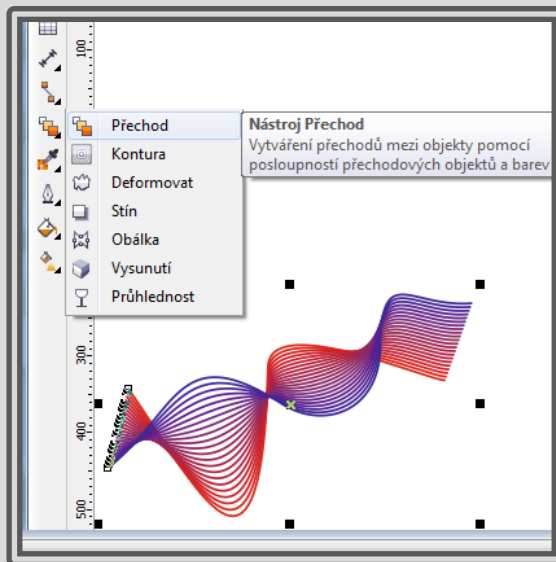 100
Přechod
Kontura
Deformovat
Stín
Obálka
Vysunutí
Průhlednost
Nástroj Přechod
Vytváření přechodů mezi objekty pomocí
posloupností přechodových objektů a barev
300
400
500